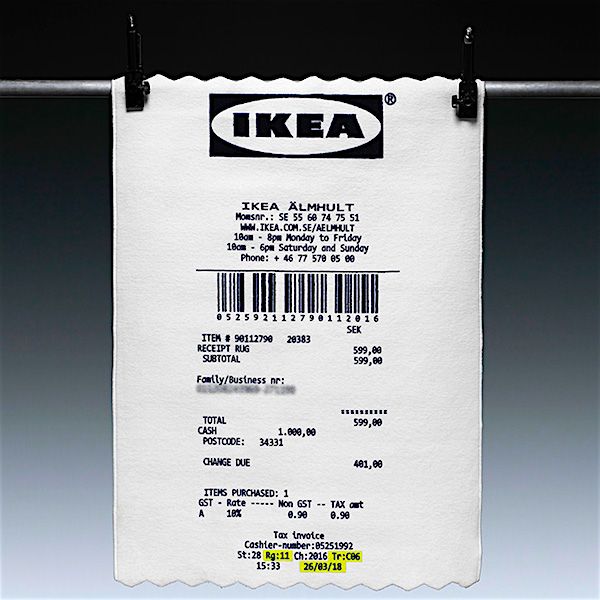 IKEA®
IKEA ÄLMHULT
Momsnr.: SE 55 60 74 75 51
WWW.IKEA.COM.SE/AELMHULT
10am - 8pm Monday to Friday
10am - 6pm Saturday and Sunday
Phone: + 46 77 570 05 00
052592112790112016
SEK
ITEM # 90112790 20383
RECEIPT RUG 599,00
SUBTOTAL 599,00
Family/Business nr:
TOTAL 599,00
CASH 1.000,00
POSTCODE: 34331
CHANGE DUE 401,00
ITEMS PURCHASED: 1
GST - Rate ----- Non GST -- TAX amt
A 10% 0.90 0.90
Tax invoice
Cashier-number:05251992
St:28 Rg:11 Ch:2016 Tr:C06
15:33 26/03/18